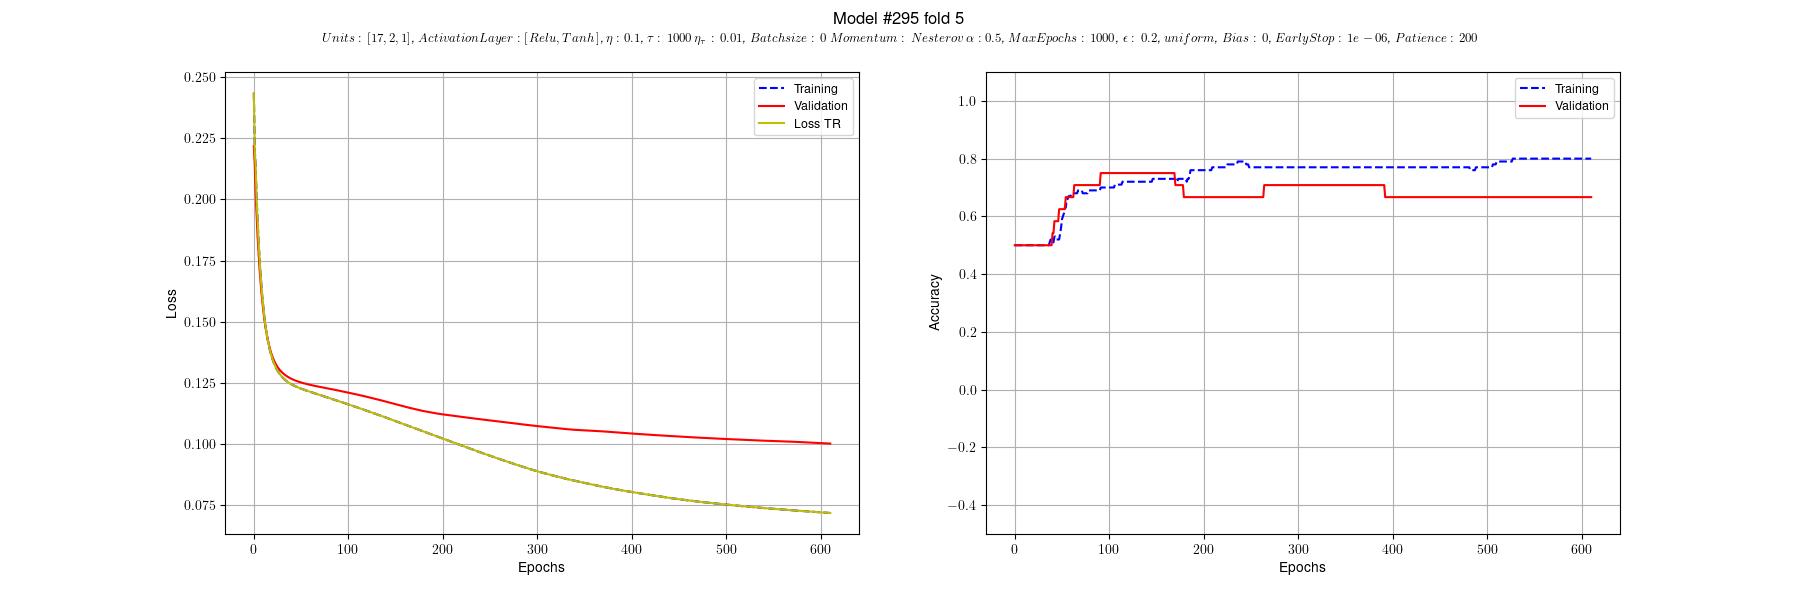 Model #295 fold 5
Units : [17, 2, 1], ActivationLayer : [Relu, Tanh], η : 0.1, τ : 1000 η_τ : 0.01, Batchsize : 0 Momentum : Nesterov α : 0.5, MaxEpochs : 1000, ϵ : 0.2, uniform, Bias : 0, EarlyStop : 1e − 06, Patience : 200
0.250
0.225
0.200
0.175
0.150
0.125
0.100
0.075
Loss
0 100 200 300 400 500 600
Epochs
Training
Validation
Loss TR
1.0
0.8
0.6
0.4
0.2
0.0
−0.2
−0.4
Accuracy
0 100 200 300 400 500 600
Epochs
Training
Validation